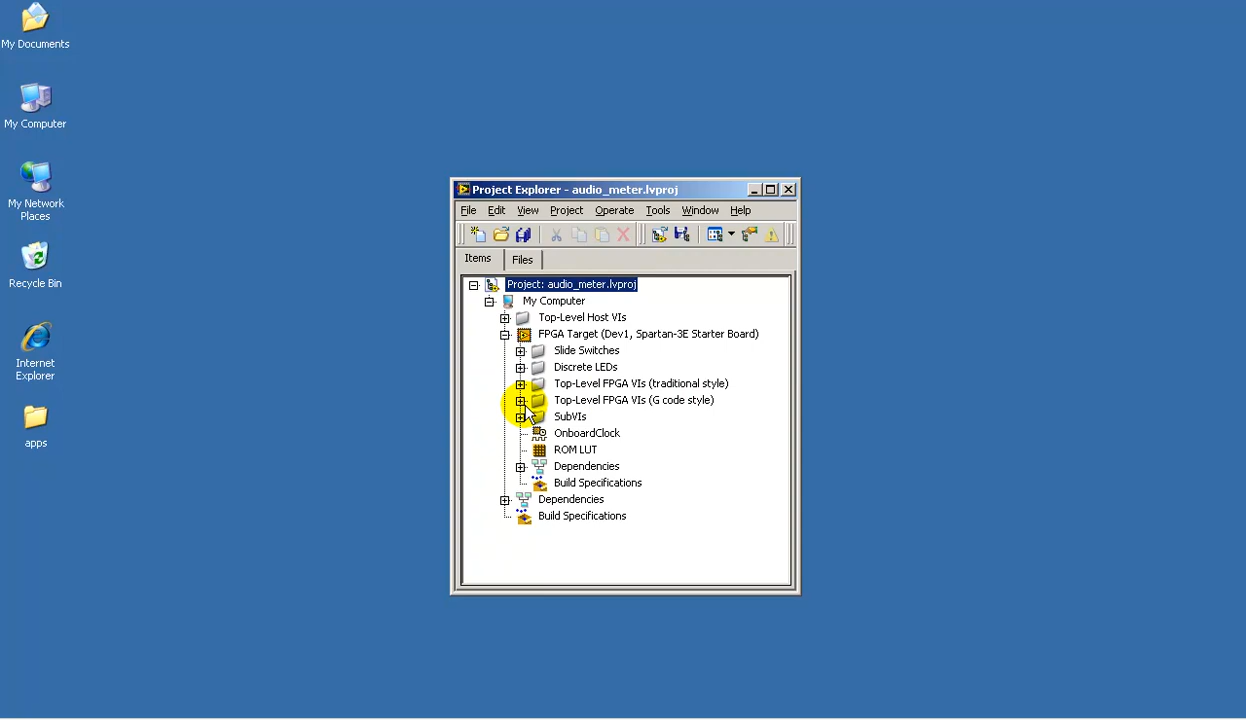 My Documents
My Computer
My Network
Places
Recycle Bin
Internet
Explorer
apps
Project Explorer - audio_meter.lvproj
File Edit View Project Operate Tools Window Help
Items Files
Project: audio_meter.lvproj
My Computer
Top-Level Host VIs
FPGA Target (Dev1, Spartan-3E Starter Board)
Slide Switches
Discrete LEDs
Top-Level FPGA VIs (traditional style)
Top-Level FPGA VIs (G code style)
SubVIs
OnboardClock
ROM LUT
Dependencies
Build Specifications
Dependencies
Build Specifications